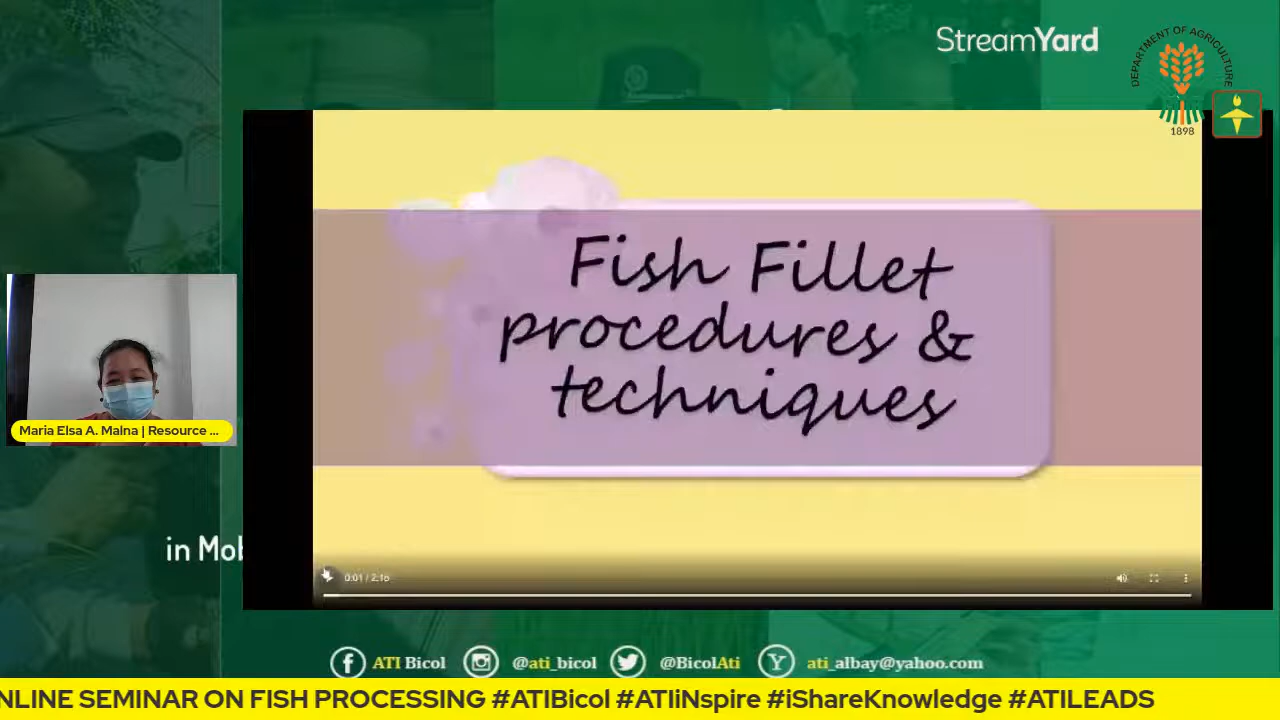 StreamYard
DEPARTMENT OF AGRICULTURE
1898
Fish Fillet
procedures &
techniques
Maria Elsa A. Malna | Resource ...
in Mob
0:01 / 2:16
ATI Bicol
@ati_bicol
@BicolAti
ati_albay@yahoo.com
NLINE SEMINAR ON FISH PROCESSING #ATIBicol #ATIiNspire #iShareKnowledge #ATILEADS